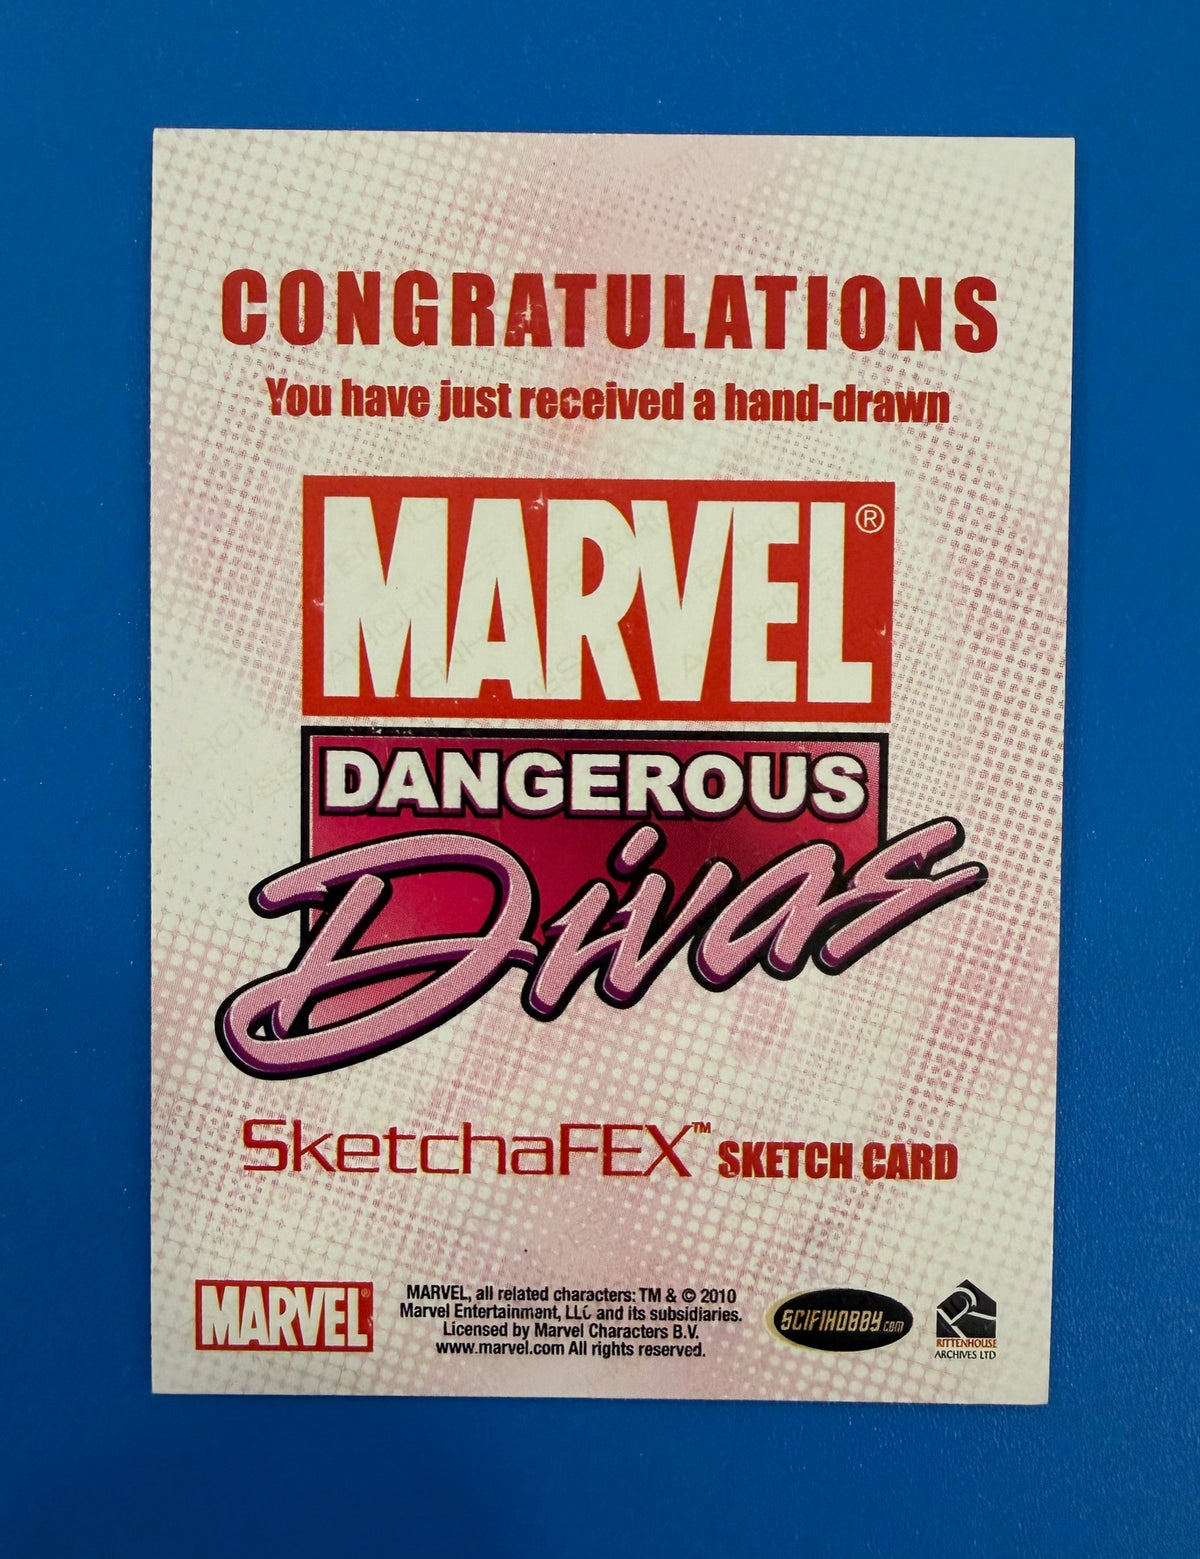 CONGRATULATIONS
You have just received a hand-drawn
MARVEL®
DANGEROUS
Divas
SketchaFEX™ SKETCH CARD
MARVEL®
MARVEL, all related characters: TM & © 2010
Marvel Entertainment, LLC and its subsidiaries.
Licensed by Marvel Characters B.V.
www.marvel.com All rights reserved.
SCIFIHOBBY.COM
RITTENHOUSE
ARCHIVES LTD